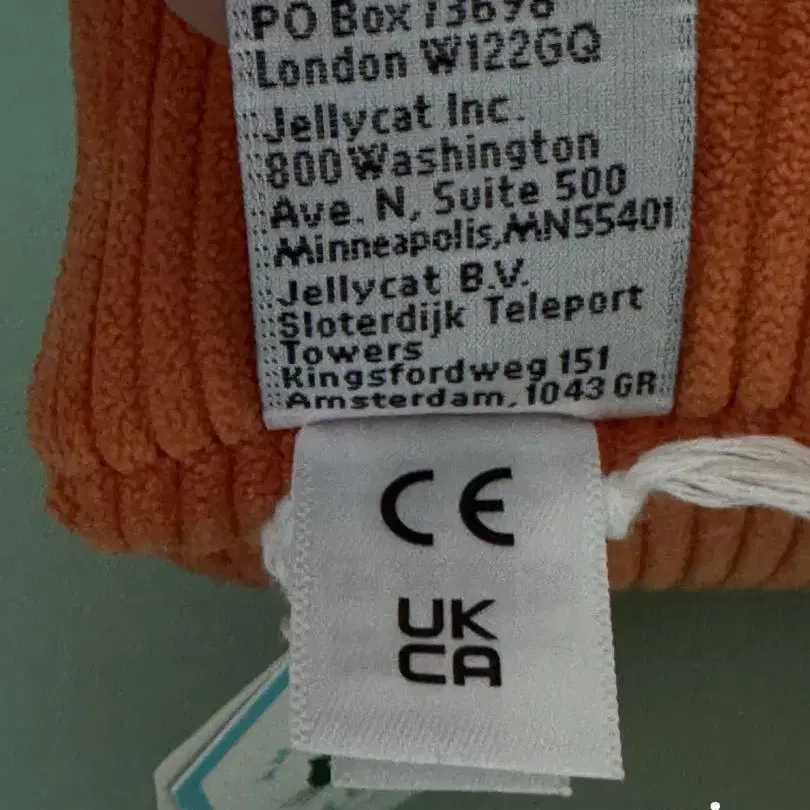 PO Box 73698
London W122GQ
Jellycat Inc.
800 Washington
Ave. N, Suite 500
Minneapolis,MN55401
Jellycat B.V.
Sloterdijk Teleport
Towers
Kingsfordweg 151
Amsterdam, 1043 GR
CE
UK
CA